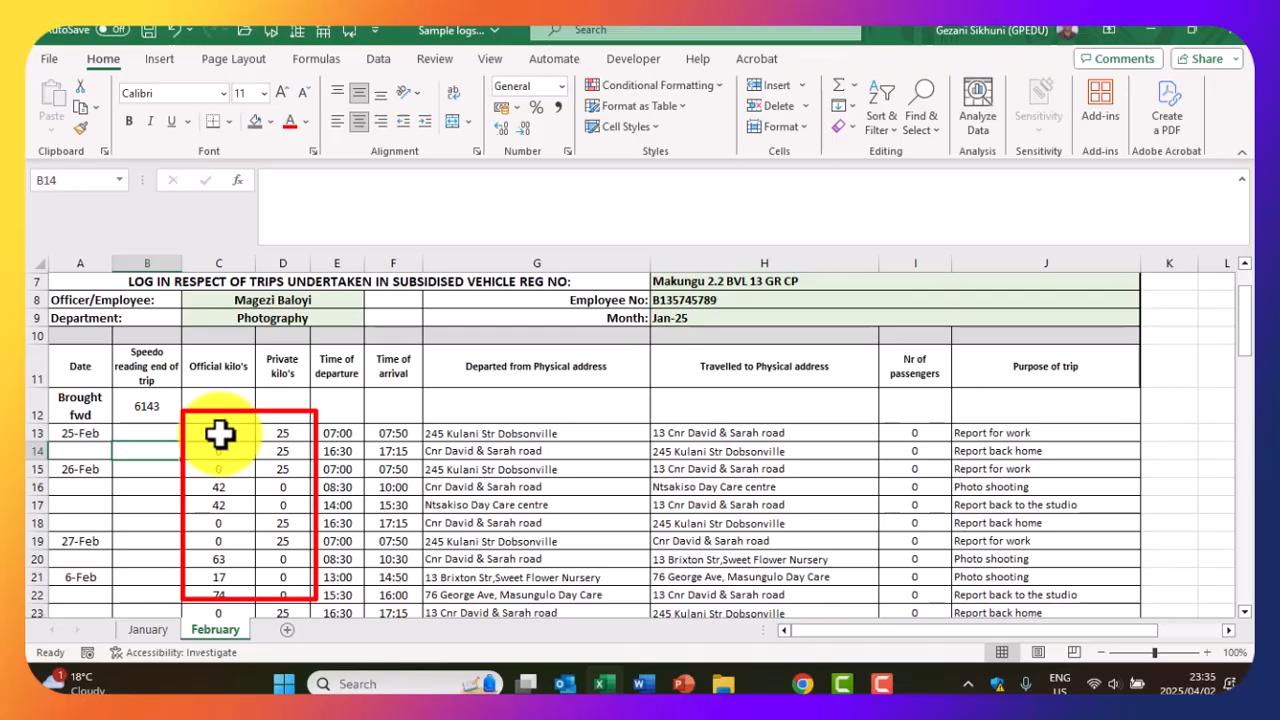 AutoSave Off Sample logs... Search Gezani Sikhuni (GPEDU)
File Home Insert Page Layout Formulas Data Review View Automate Developer Help Acrobat Comments Share
Paste
Calibri 11
B I U
General
Conditional Formatting
Format as Table
Cell Styles
Insert
Delete
Format
Sort & Filter
Find & Select
Analyze Data
Sensitivity
Add-ins
Create a PDF
Clipboard Font Alignment Number Styles Cells Editing Analysis Sensitivity Add-ins Adobe Acrobat
B14 fx
A B C D E F G H I J K L
7 LOG IN RESPECT OF TRIPS UNDERTAKEN IN SUBSIDISED VEHICLE REG NO: Makungu 2.2 BVL 13 GR CP
8 Officer/Employee: Magezi Baloyi Employee No: B135745789
9 Department: Photography Month: Jan-25
10
11 Date Speedo reading end of trip Official kilo's Private kilo's Time of departure Time of arrival Departed from Physical address Travelled to Physical address Nr of passengers Purpose of trip
12 Brought fwd 6143
13 25-Feb 25 07:00 07:50 245 Kulani Str Dobsonville 13 Cnr David & Sarah road 0 Report for work
14 0 25 16:30 17:15 Cnr David & Sarah road 245 Kulani Str Dobsonville 0 Report back home
15 26-Feb 0 25 07:00 07:50 245 Kulani Str Dobsonville 13 Cnr David & Sarah road 0 Report for work
16 42 0 08:30 10:00 Cnr David & Sarah road Ntsakiso Day Care centre 0 Photo shooting
17 42 0 14:00 15:30 Ntsakiso Day Care centre 13 Cnr David & Sarah road 0 Report back to the studio
18 0 25 16:30 17:15 Cnr David & Sarah road 245 Kulani Str Dobsonville 0 Report back home
19 27-Feb 0 25 07:00 07:50 245 Kulani Str Dobsonville Cnr David & Sarah road 0 Report for work
20 63 0 08:30 10:30 Cnr David & Sarah road 13 Brixton Str,Sweet Flower Nursery 0 Photo shooting
21 6-Feb 17 0 13:00 14:50 13 Brixton Str,Sweet Flower Nursery 76 George Ave, Masungulo Day Care 0 Photo shooting
22 74 0 15:30 16:00 76 George Ave, Masungulo Day Care 13 Cnr David & Sarah road 0 Report back to the studio
23 0 25 16:30 17:15 13 Cnr David & Sarah road 245 Kulani Str Dobsonville 0 Report back home
January February
Ready Accessibility: Investigate 100%
1 18°C Search ENG 23:35
Cloudy US 2025/04/02